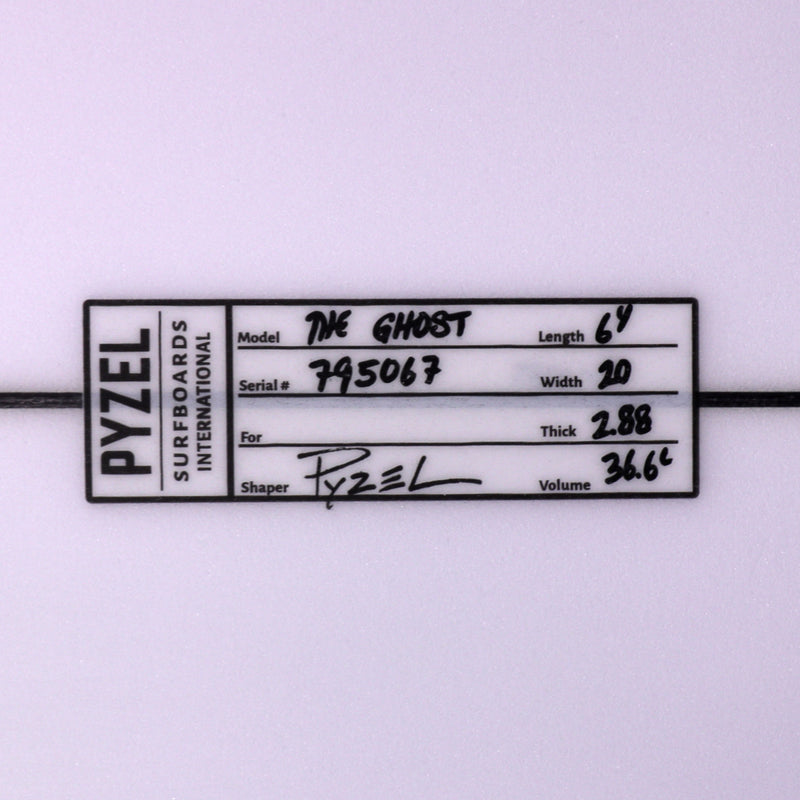 PYZEL
SURFBOARDS
INTERNATIONAL
Model THE GHOST Length 6'4
Serial # 795067 Width 20
For Thick 2.88
Shaper PYZEL Volume 36.6L